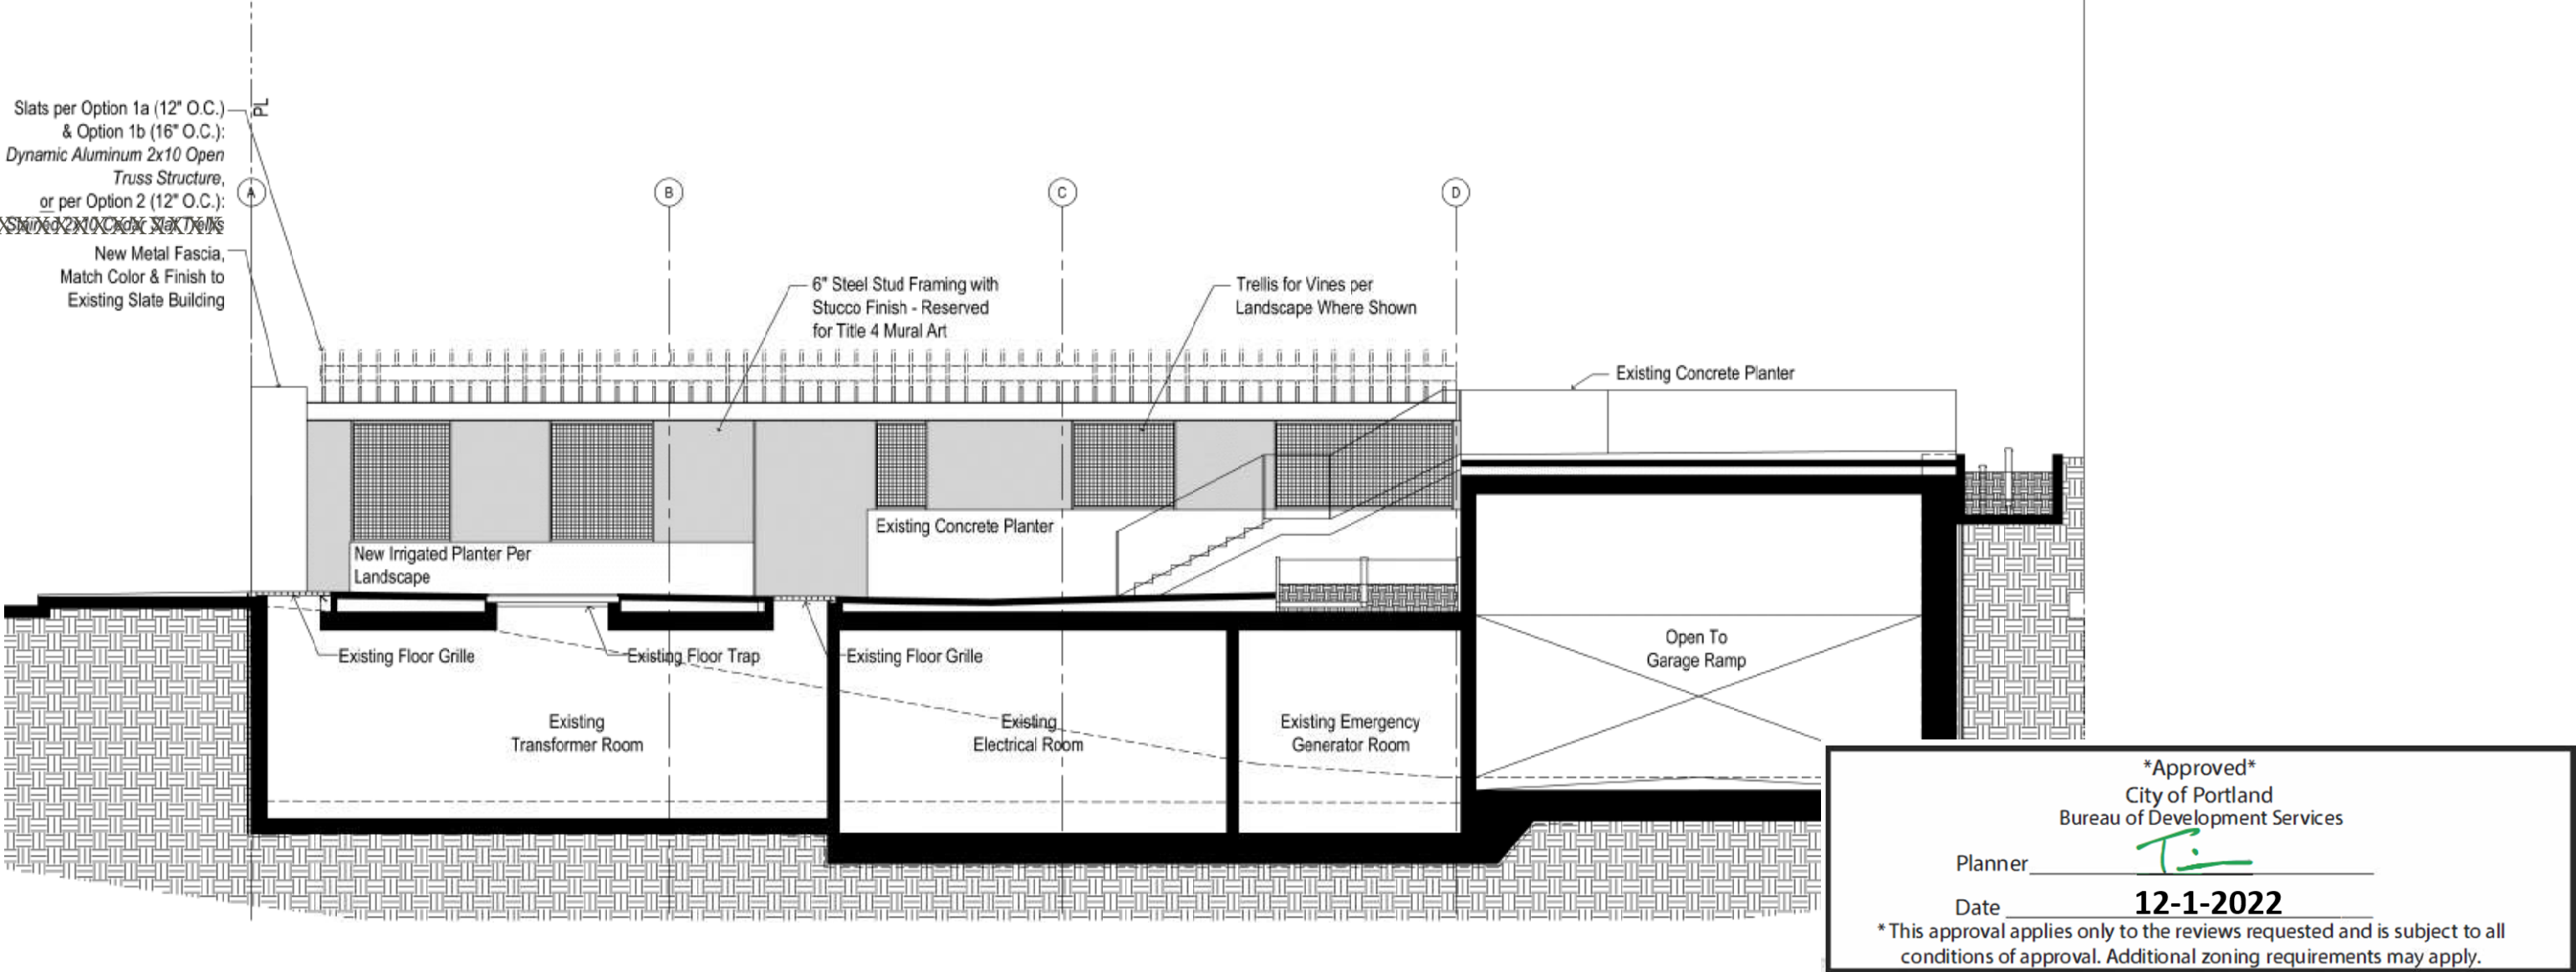 PL
Slats per Option 1a (12" O.C.)
& Option 1b (16" O.C.):
Dynamic Aluminum 2x10 Open
Truss Structure,
or per Option 2 (12" O.C.):
Stained 2x10 Cedar Slat Trellis
New Metal Fascia,
Match Color & Finish to
Existing Slate Building
A
B
C
D
6" Steel Stud Framing with
Stucco Finish - Reserved
for Title 4 Mural Art
Trellis for Vines per
Landscape Where Shown
Existing Concrete Planter
Existing Concrete Planter
New Irrigated Planter Per
Landscape
Existing Floor Grille
Existing Floor Trap
Existing Floor Grille
Open To
Garage Ramp
Existing
Transformer Room
Existing
Electrical Room
Existing Emergency
Generator Room
*Approved*
City of Portland
Bureau of Development Services
Planner
Date 12-1-2022
* This approval applies only to the reviews requested and is subject to all
conditions of approval. Additional zoning requirements may apply.